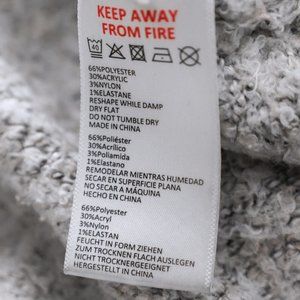 KEEP AWAY
FROM FIRE
40
66%POLYESTER
30%ACRYLIC
3%NYLON
1%ELASTANE
RESHAPE WHILE DAMP
DRY FLAT
DO NOT TUMBLE DRY
MADE IN CHINA
66%Poliéster
30%Acrílico
3%Poliamida
1%Elastano
REMODELAR MIENTRAS HUMEDAD
SECAR EN SUPERFICIE PLANA
NO SECAR A MÁQUINA
HECHO EN CHINA
66%Polyester
30%Acryl
3%Nylon
1%Elastan
FEUCHT IN FORM ZIEHEN
ZUM TROCKNEN FLACH AUSLEGEN
NICHT TROCKNERGEEIGNET
HERGESTELLT IN CHINA